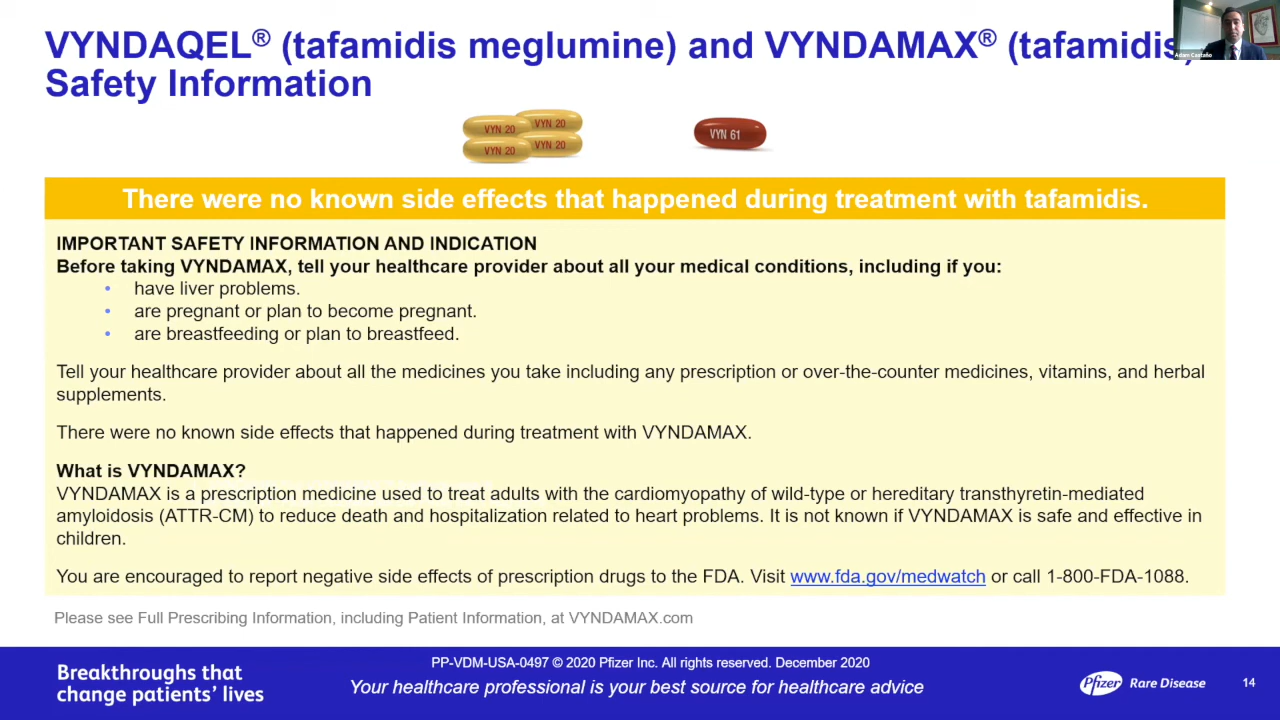 VYNDAQEL® (tafamidis meglumine) and VYNDAMAX® (tafamidis)
Safety Information
Adam Castaño
VYN 20
VYN 20
VYN 20
VYN 20
VYN 61
There were no known side effects that happened during treatment with tafamidis.
IMPORTANT SAFETY INFORMATION AND INDICATION
Before taking VYNDAMAX, tell your healthcare provider about all your medical conditions, including if you:
• have liver problems.
• are pregnant or plan to become pregnant.
• are breastfeeding or plan to breastfeed.
Tell your healthcare provider about all the medicines you take including any prescription or over-the-counter medicines, vitamins, and herbal
supplements.
There were no known side effects that happened during treatment with VYNDAMAX.
What is VYNDAMAX?
VYNDAMAX is a prescription medicine used to treat adults with the cardiomyopathy of wild-type or hereditary transthyretin-mediated
amyloidosis (ATTR-CM) to reduce death and hospitalization related to heart problems. It is not known if VYNDAMAX is safe and effective in
children.
You are encouraged to report negative side effects of prescription drugs to the FDA. Visit www.fda.gov/medwatch or call 1-800-FDA-1088.
Please see Full Prescribing Information, including Patient Information, at VYNDAMAX.com
Breakthroughs that
change patients' lives
PP-VDM-USA-0497 © 2020 Pfizer Inc. All rights reserved. December 2020
Your healthcare professional is your best source for healthcare advice
Pfizer Rare Disease
14